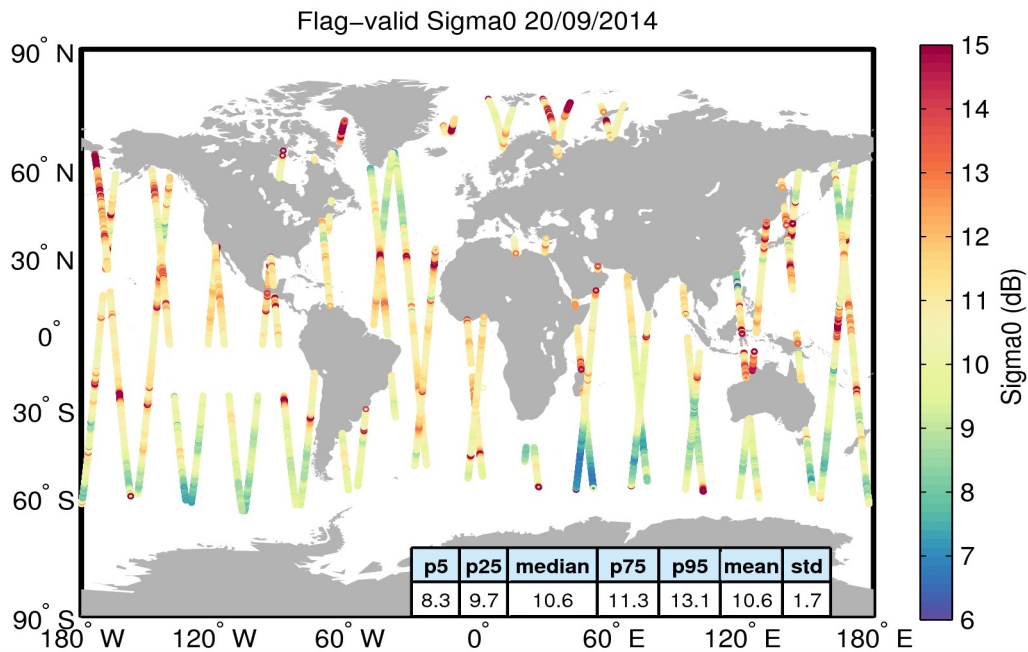 Flag-valid Sigma0 20/09/2014
90° N
60° N
30° N
0°
30° S
60° S
90° S
180° W
120° W
60° W
0°
60° E
120° E
180° E
p5 p25 median p75 p95 mean std
8.3 9.7 10.6 11.3 13.1 10.6 1.7
15
14
13
12
11
10
9
8
7
6
Sigma0 (dB)